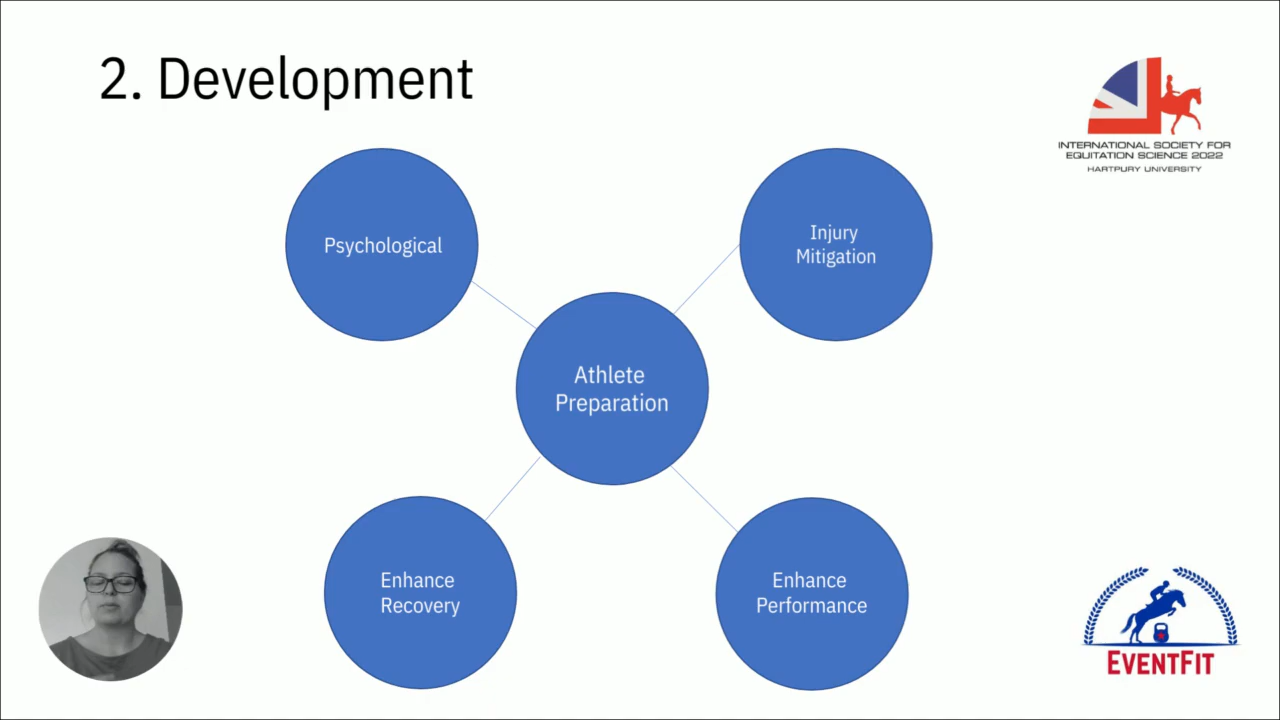 2. Development
INTERNATIONAL SOCIETY FOR
EQUITATION SCIENCE 2022
HARTPURY UNIVERSITY
Psychological
Injury
Mitigation
Athlete
Preparation
Enhance
Recovery
Enhance
Performance
EVENTFIT